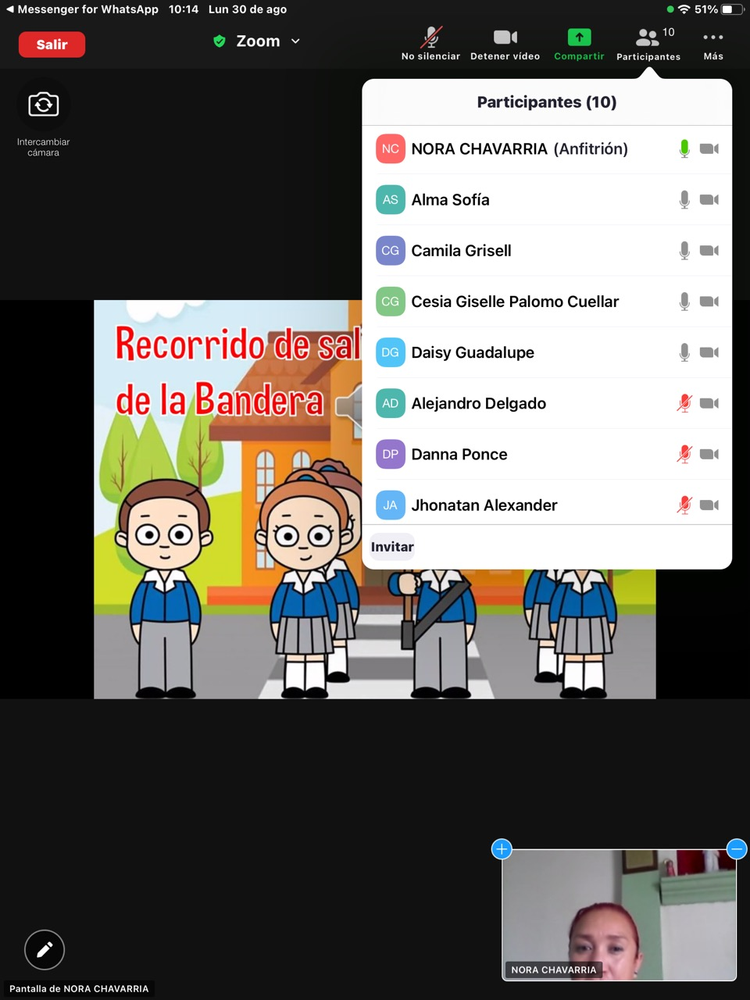 Messenger for WhatsApp 10:14 Lun 30 de ago 51%
Salir
Zoom
No silenciar
Detener vídeo
Compartir
10
Participantes
Más
Intercambiar
cámara
Participantes (10)
NC NORA CHAVARRIA (Anfitrión)
AS Alma Sofía
CG Camila Grisell
CG Cesia Giselle Palomo Cuellar
DG Daisy Guadalupe
AD Alejandro Delgado
DP Danna Ponce
JA Jhonatan Alexander
Invitar
Recorrido de sal
de la Bandera
NORA CHAVARRIA
Pantalla de NORA CHAVARRIA